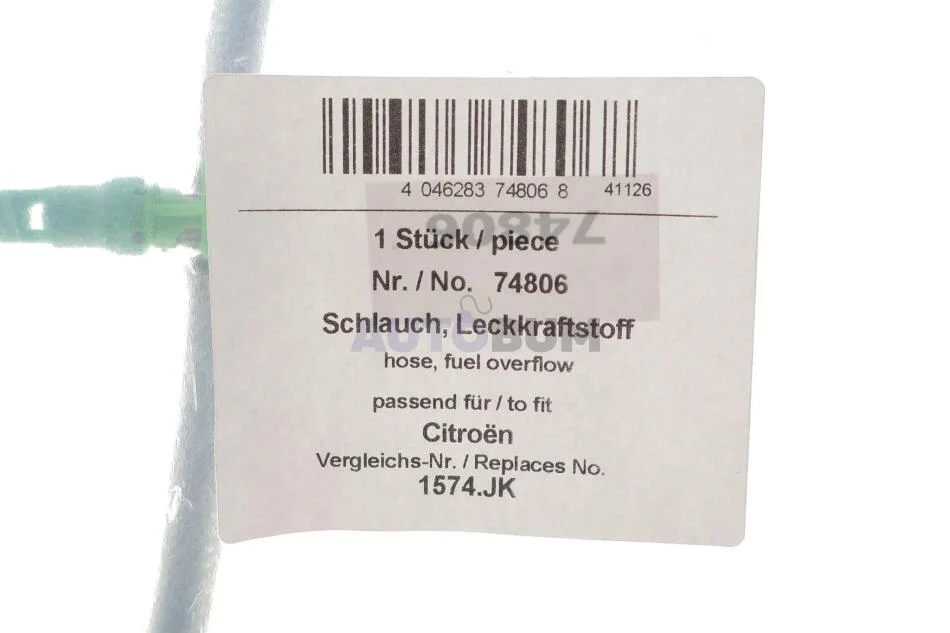 4 046283 74806 8 41126
74806
1 Stück / piece
Nr. / No. 74806
Schlauch, Leckkraftstoff
AUTOBUM
hose, fuel overflow
passend für / to fit
Citroën
Vergleichs-Nr. / Replaces No.
1574.JK